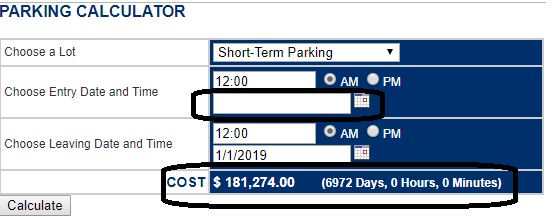 PARKING CALCULATOR
Choose a Lot Short-Term Parking
12:00 AM PM
Choose Entry Date and Time
12:00 AM PM
Choose Leaving Date and Time
1/1/2019
COST $ 181,274.00 (6972 Days, 0 Hours, 0 Minutes)
Calculate